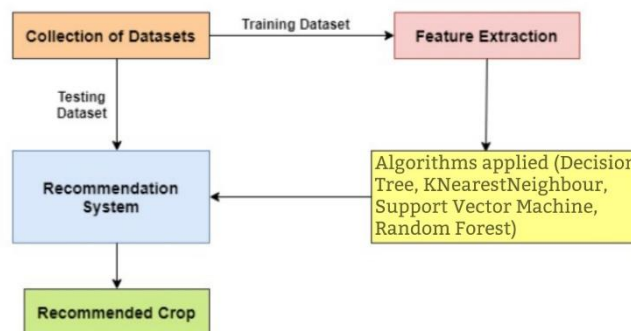 Collection of Datasets
Training Dataset
Feature Extraction
Testing
Dataset
Recommendation
System
Algorithms applied (Decision
Tree, KNearestNeighbour,
Support Vector Machine,
Random Forest)
Recommended Crop